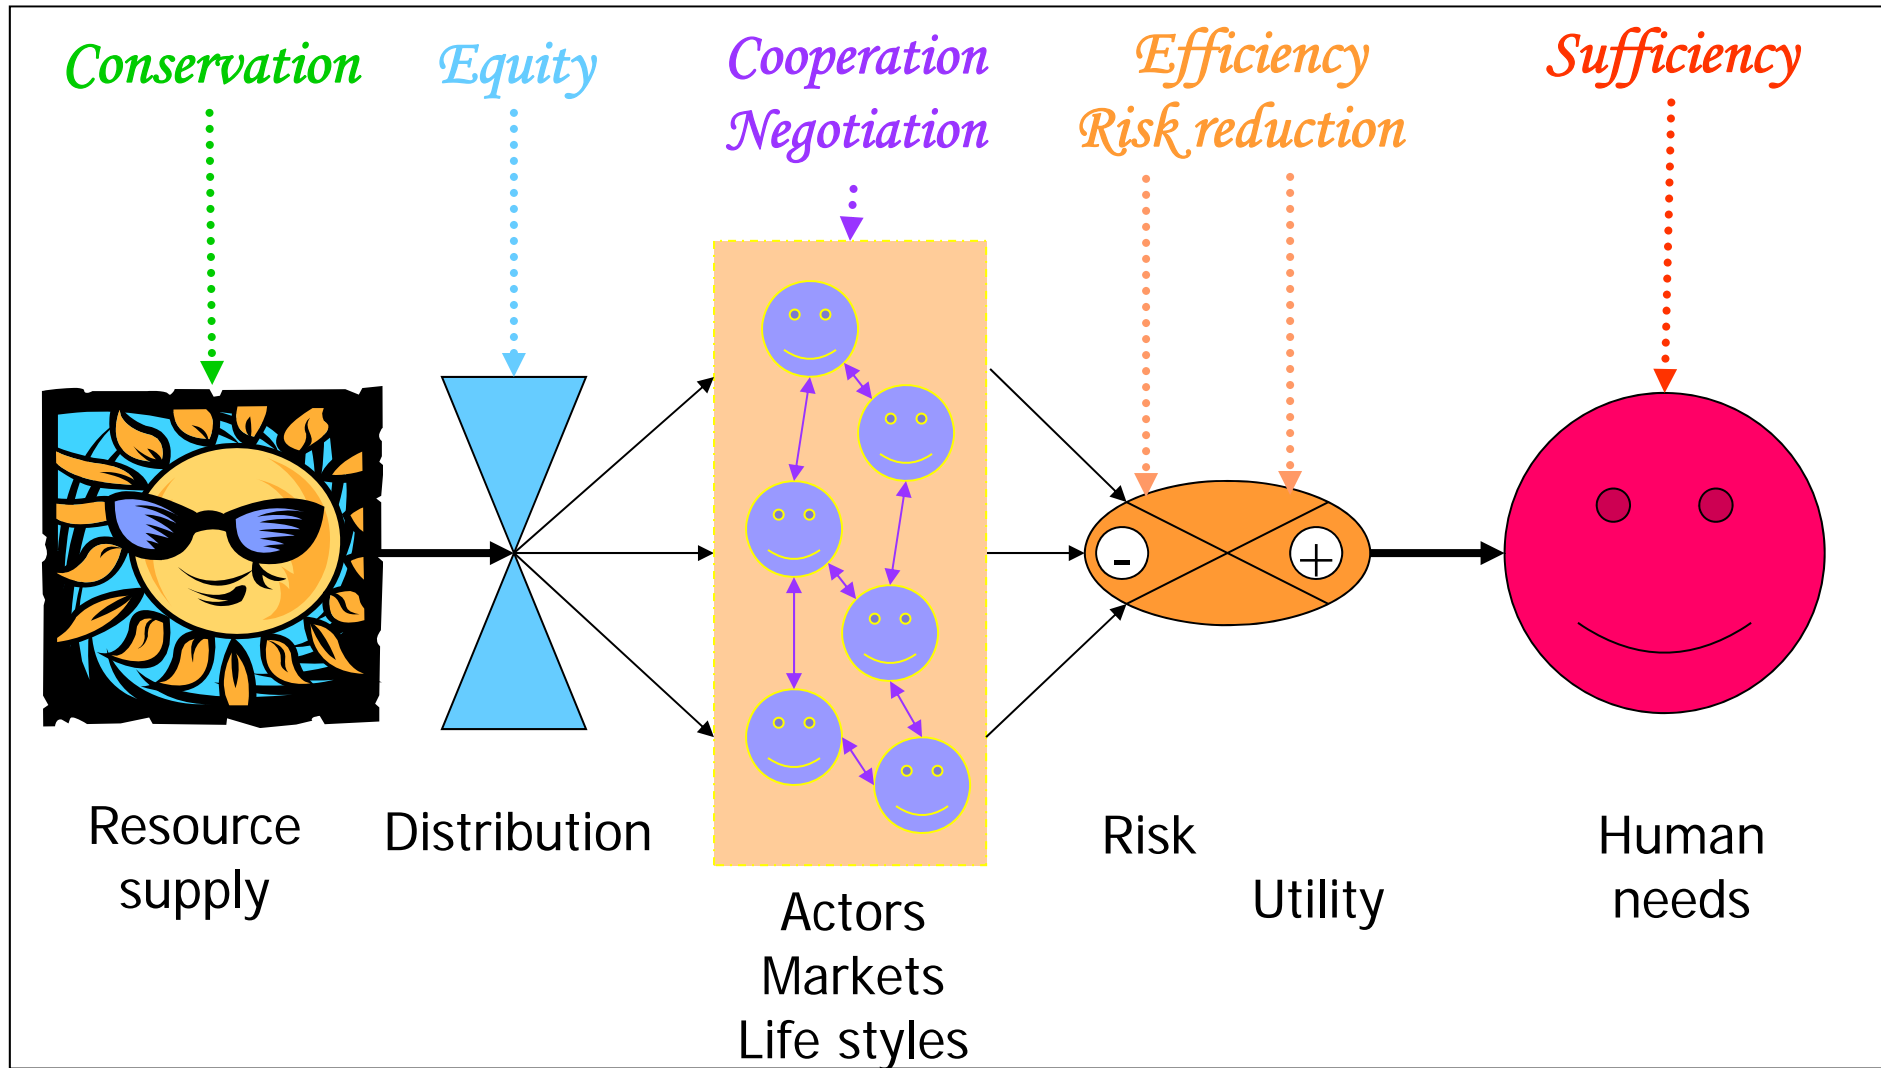 Conservation
Equity
Cooperation
Negotiation
Efficiency
Risk reduction
Sufficiency
-
+
Resource
supply
Distribution
Actors
Markets
Life styles
Risk
Utility
Human
needs